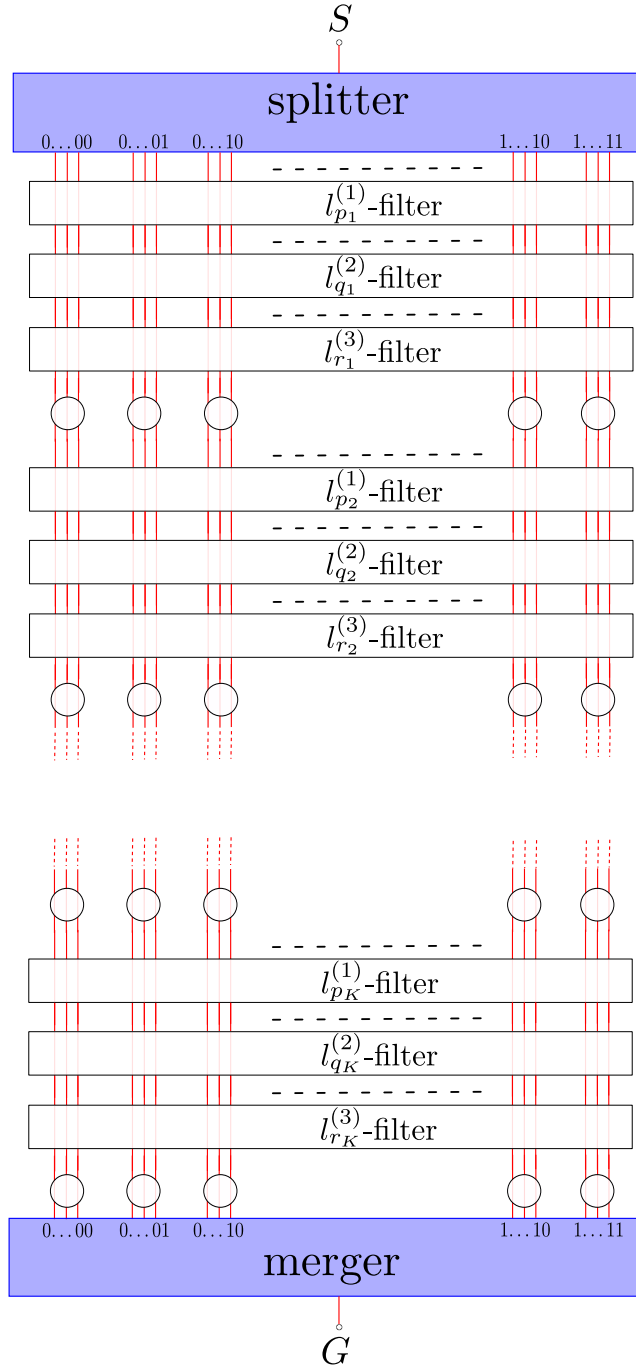 S
splitter
0...00 0...01 0...10 1...10 1...11
l_{p_1}^{(1)}-filter
l_{q_1}^{(2)}-filter
l_{r_1}^{(3)}-filter
l_{p_2}^{(1)}-filter
l_{q_2}^{(2)}-filter
l_{r_2}^{(3)}-filter
l_{p_K}^{(1)}-filter
l_{q_K}^{(2)}-filter
l_{r_K}^{(3)}-filter
0...00 0...01 0...10 1...10 1...11
merger
G